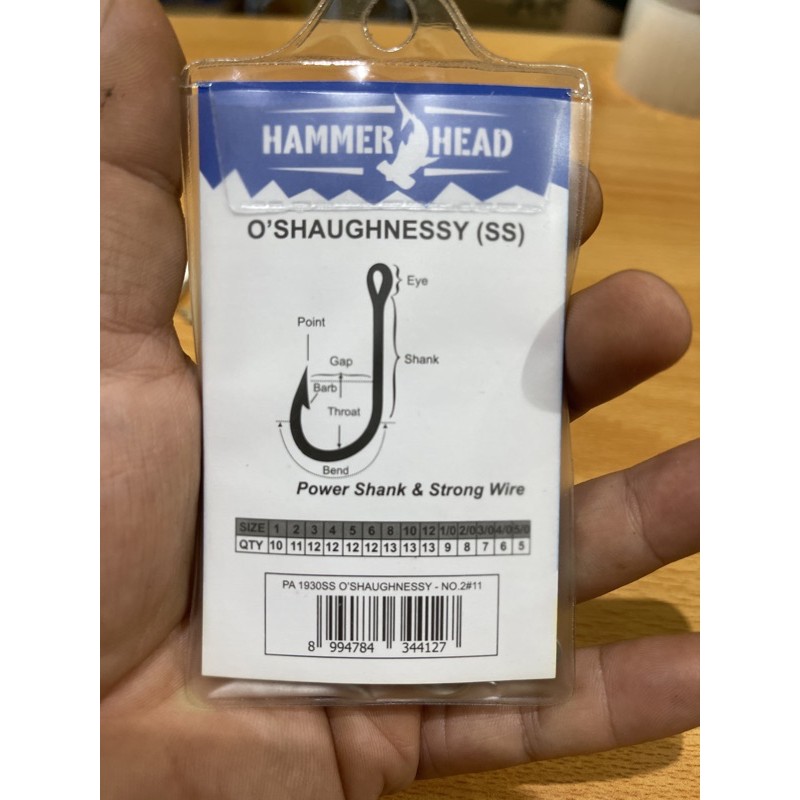 HAMMER HEAD
O'SHAUGHNESSY (SS)
Eye
Point
Gap
Shank
Barb
Throat
Bend
Power Shank & Strong Wire
SIZE 1 2 3 4 5 6 8 10 12 1/0 2/0 3/0 4/0 5/0
QTY 10 11 12 12 12 12 13 13 13 9 8 7 6 5
PA 1930SS O'SHAUGHNESSY - NO.2#11
8 994784 344127